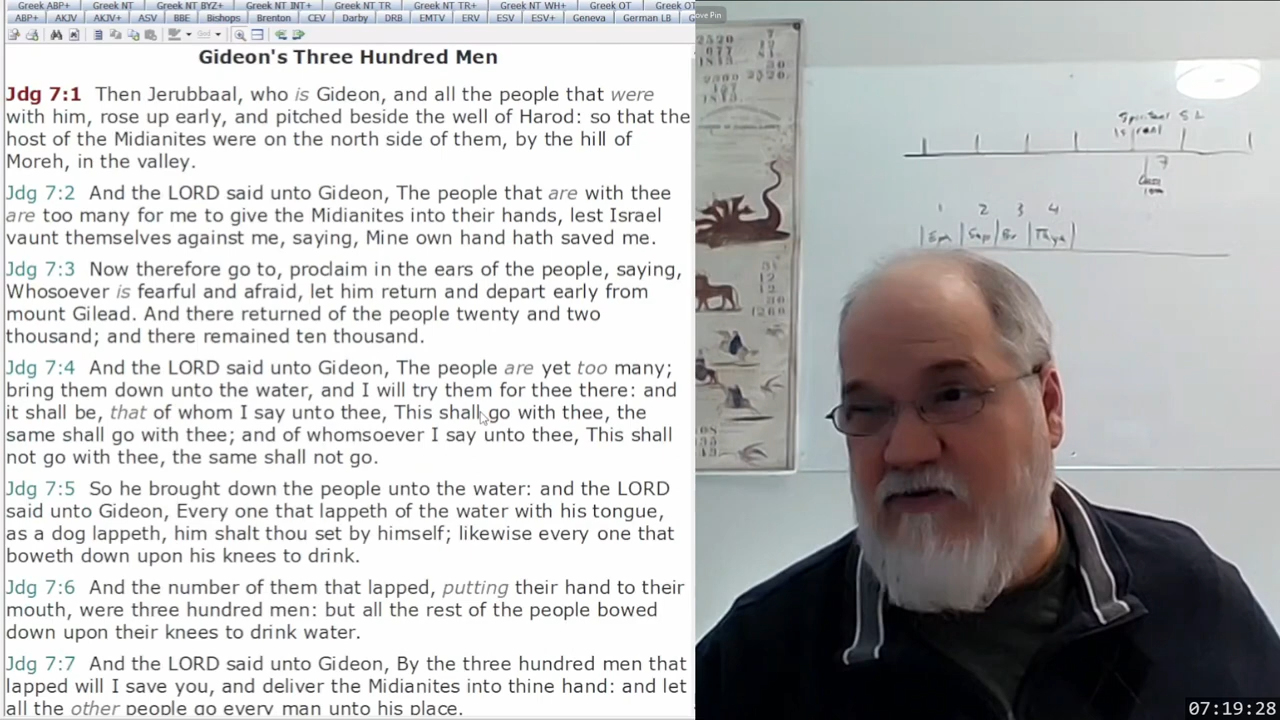 Greek ABP+ Greek NT Greek NT BYZ+ Greek NT INT+ Greek NT TR Greek NT TR+ Greek NT WH+ Greek OT Greek OT
ABP+ AKJV AKJV+ ASV BBE Bishops Brenton CEV Darby DRB EMTV ERV ESV ESV+ Geneva German LB
Gideon's Three Hundred Men
Jdg 7:1 Then Jerubbaal, who is Gideon, and all the people that were
with him, rose up early, and pitched beside the well of Harod: so that the
host of the Midianites were on the north side of them, by the hill of
Moreh, in the valley.
Jdg 7:2 And the LORD said unto Gideon, The people that are with thee
are too many for me to give the Midianites into their hands, lest Israel
vaunt themselves against me, saying, Mine own hand hath saved me.
Jdg 7:3 Now therefore go to, proclaim in the ears of the people, saying,
Whosoever is fearful and afraid, let him return and depart early from
mount Gilead. And there returned of the people twenty and two
thousand; and there remained ten thousand.
Jdg 7:4 And the LORD said unto Gideon, The people are yet too many;
bring them down unto the water, and I will try them for thee there: and
it shall be, that of whom I say unto thee, This shall go with thee, the
same shall go with thee; and of whomsoever I say unto thee, This shall
not go with thee, the same shall not go.
Jdg 7:5 So he brought down the people unto the water: and the LORD
said unto Gideon, Every one that lappeth of the water with his tongue,
as a dog lappeth, him shalt thou set by himself; likewise every one that
boweth down upon his knees to drink.
Jdg 7:6 And the number of them that lapped, putting their hand to their
mouth, were three hundred men: but all the rest of the people bowed
down upon their knees to drink water.
Jdg 7:7 And the LORD said unto Gideon, By the three hundred men that
lapped will I save you, and deliver the Midianites into thine hand: and let
all the other people go every man unto his place.
2520
2520
7
1 2 3 4
Thya
30
1260
07:19:28